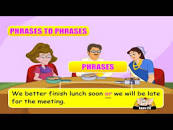 PHRASES TO PHRASES
PHRASES
We better finish lunch soon or we will be late
for the meeting.